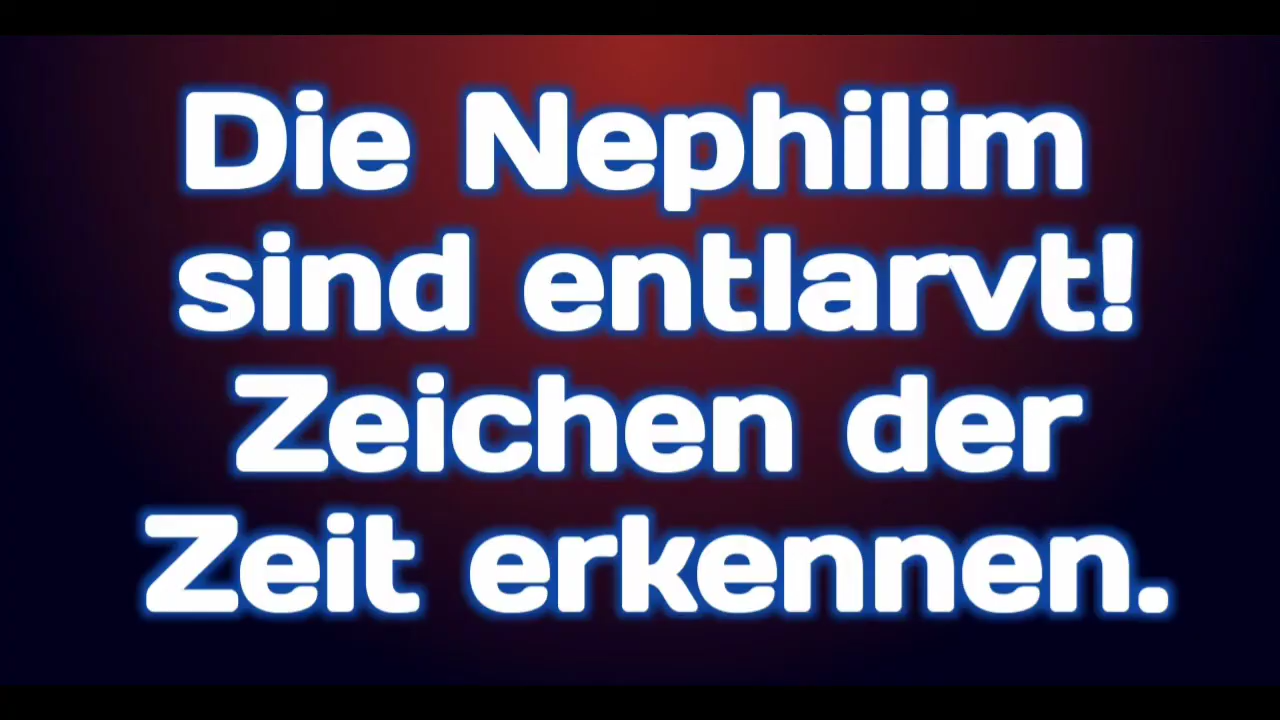 Die Nephilim
sind entlarvt!
Zeichen der
Zeit erkennen.